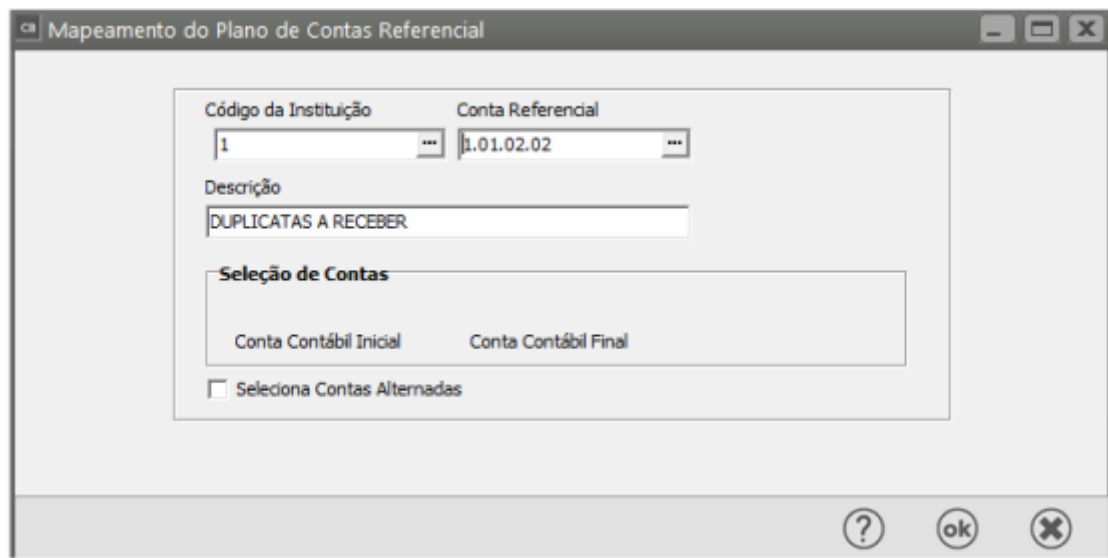 CB Mapeamento do Plano de Contas Referencial
Código da Instituição Conta Referencial
1 ... 1.01.02.02 ...
Descrição
DUPLICATAS A RECEBER
Seleção de Contas
Conta Contábil Inicial Conta Contábil Final
Seleciona Contas Alternadas
? ok